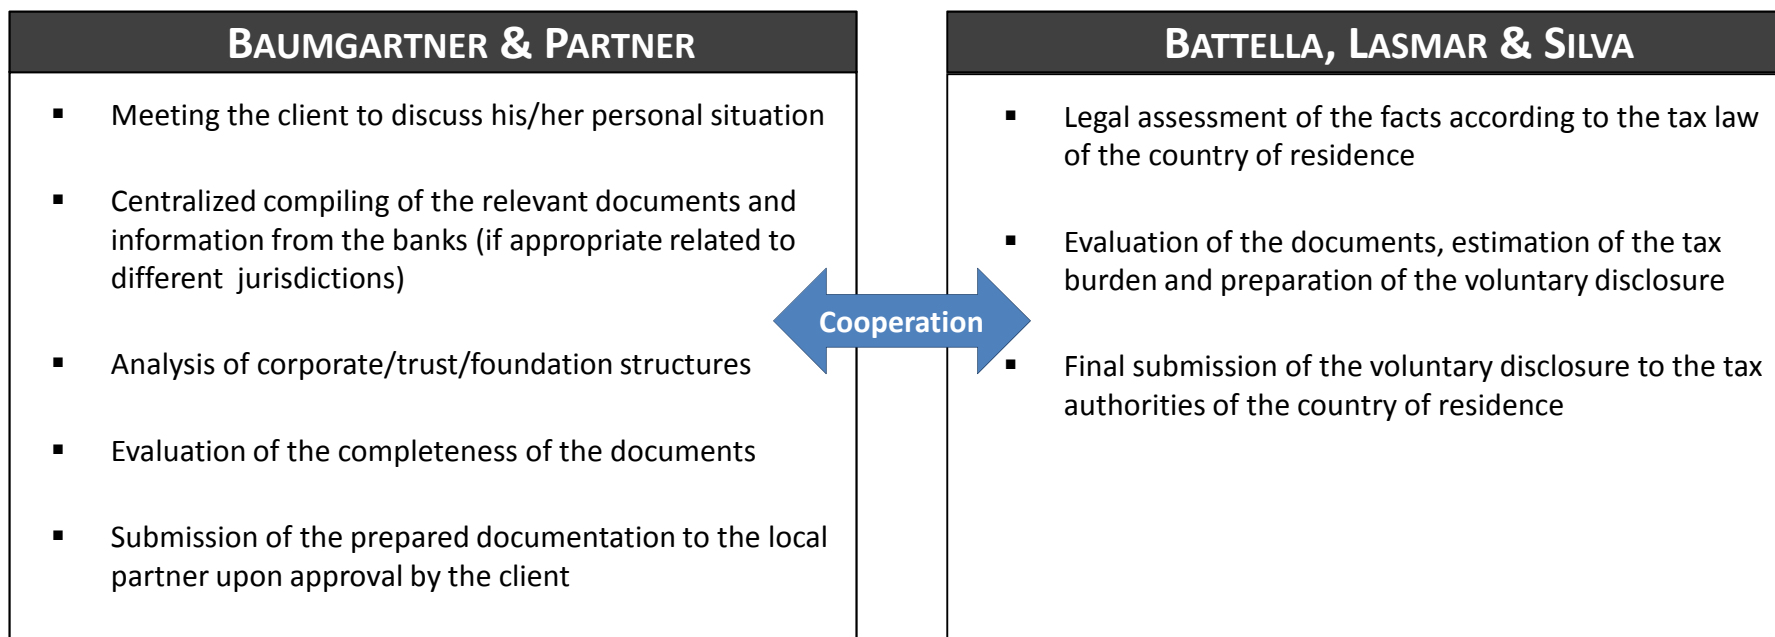 BAUMGARTNER & PARTNER
▪ Meeting the client to discuss his/her personal situation
▪ Centralized compiling of the relevant documents and
information from the banks (if appropriate related to
different jurisdictions)
▪ Analysis of corporate/trust/foundation structures
▪ Evaluation of the completeness of the documents
▪ Submission of the prepared documentation to the local
partner upon approval by the client
Cooperation
BATTELLA, LASMAR & SILVA
▪ Legal assessment of the facts according to the tax law
of the country of residence
▪ Evaluation of the documents, estimation of the tax
burden and preparation of the voluntary disclosure
▪ Final submission of the voluntary disclosure to the tax
authorities of the country of residence